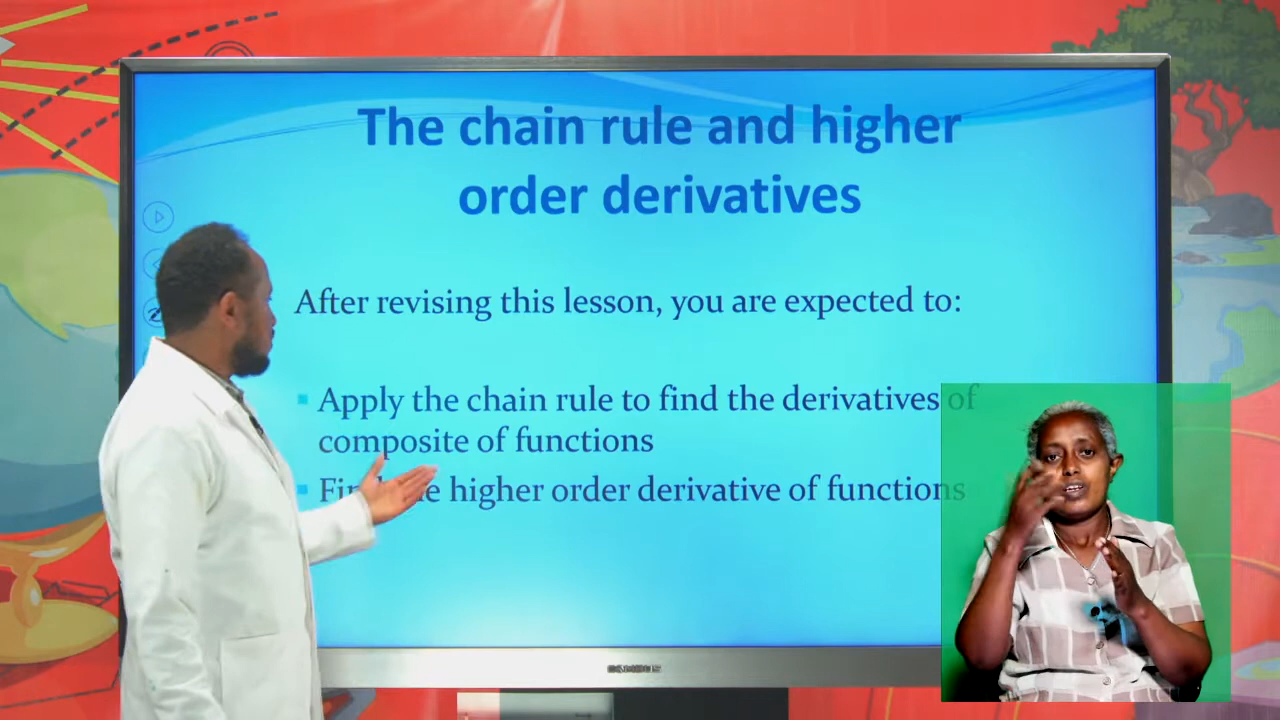 The chain rule and higher
order derivatives
After revising this lesson, you are expected to:
▪ Apply the chain rule to find the derivatives of
composite of functions
▪ higher order derivative of functions